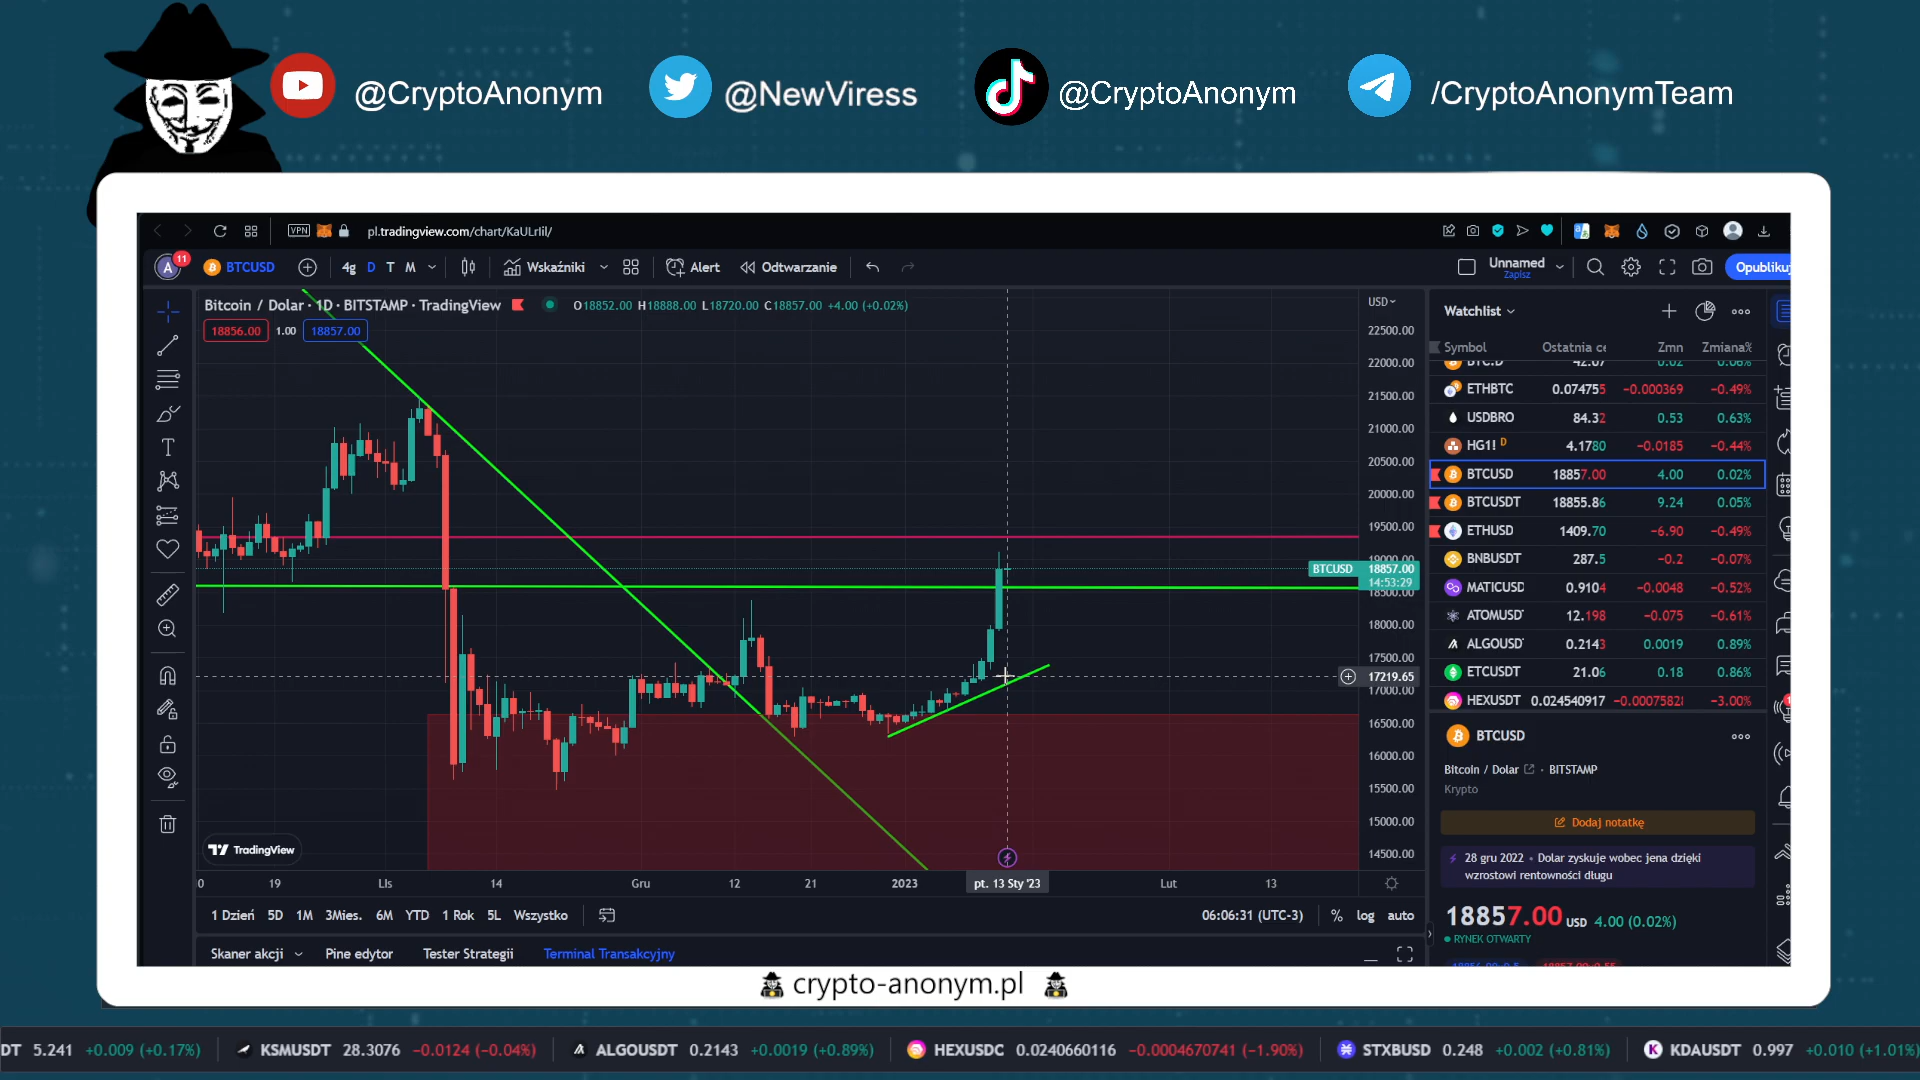 @CryptoAnonym
@NewViress
@CryptoAnonym
/CryptoAnonymTeam
VPN
pl.tradingview.com/chart/KaULrlil/
A
11
BTCUSD
4g
D
T
M
Wskaźniki
Alert
Odtwarzanie
Unnamed
Zapisz
Bitcoin / Dolar · 1D · BITSTAMP · TradingView
O18852.00 H18888.00 L18720.00 C18857.00 +4.00 (+0.02%)
18856.00
1.00
18857.00
USD
22500.00
22000.00
21500.00
21000.00
20500.00
20000.00
19500.00
19000.00
BTCUSD 18857.00
14:53:29
18500.00
18000.00
17500.00
17219.65
17000.00
16500.00
16000.00
15500.00
15000.00
14500.00
TradingView
19
Lis
14
Gru
12
21
2023
pt. 13 Sty '23
Lut
13
1 Dzień
5D
1M
3Mies.
6M
YTD
1 Rok
5L
Wszystko
06:06:31 (UTC-3)
%
log
auto
Skaner akcji
Pine edytor
Tester Strategii
Terminal Transakcyjny
Watchlist
Symbol
Zmn
Zmiana%
ETHBTC 0.074755 −0.000369 −0.49%
USDBRO 84.32 0.53 0.63%
HG1! D 4.1780 −0.0185 −0.44%
BTCUSD 18857.00 4.00 0.02%
BTCUSDT 18855.86 9.24 0.05%
ETHUSD 1409.70 −6.90 −0.49%
BNBUSDT 287.5 −0.2 −0.07%
MATICUSD 0.9104 −0.0048 −0.52%
ATOMUSD 12.198 −0.075 −0.61%
ALGOUSD 0.2143 0.0019 0.89%
ETCUSDT 21.06 0.18 0.86%
HEXUSDT 0.024540917 −3.00%
BTCUSD
Bitcoin / Dolar · BITSTAMP
Krypto
Dodaj notatkę
28 gru 2022 • Dolar zyskuje wobec jena dzięki
wzrostowi rentowności długu
18857.00 USD 4.00 (0.02%)
RYNEK OTWARTY
crypto-anonym.pl
DT 5.241 +0.009 (+0.17%)
KSMUSDT 28.3076 −0.0124 (−0.04%)
ALGOUSDT 0.2143 +0.0019 (+0.89%)
HEXUSDC 0.0240660116 −0.0004670741 (−1.90%)
STXBUSD 0.248 +0.002 (+0.81%)
KDAUSDT 0.997 +0.010 (+1.01%)